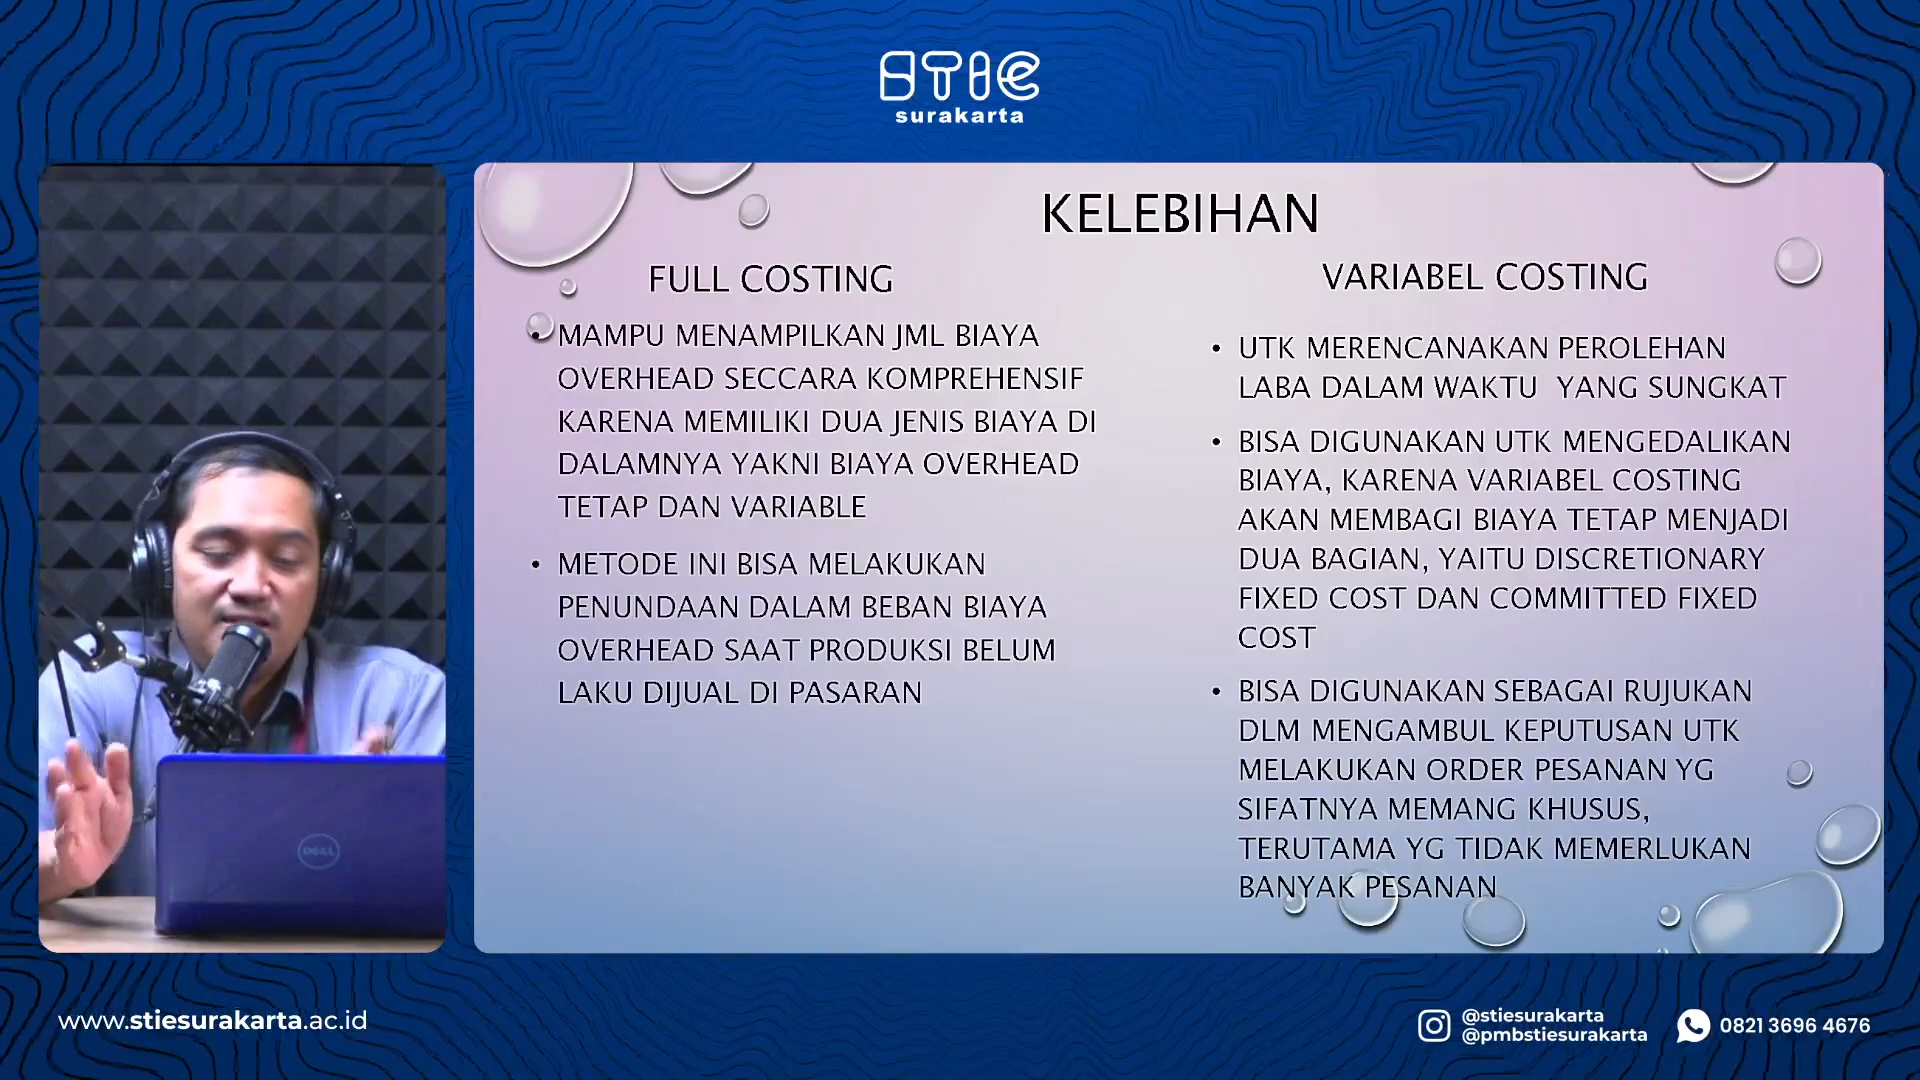 STIE
surakarta
KELEBIHAN
FULL COSTING
• MAMPU MENAMPILKAN JML BIAYA
OVERHEAD SECCARA KOMPREHENSIF
KARENA MEMILIKI DUA JENIS BIAYA DI
DALAMNYA YAKNI BIAYA OVERHEAD
TETAP DAN VARIABLE
• METODE INI BISA MELAKUKAN
PENUNDAAN DALAM BEBAN BIAYA
OVERHEAD SAAT PRODUKSI BELUM
LAKU DIJUAL DI PASARAN
VARIABEL COSTING
• UTK MERENCANAKAN PEROLEHAN
LABA DALAM WAKTU YANG SUNGKAT
• BISA DIGUNAKAN UTK MENGEDALIKAN
BIAYA, KARENA VARIABEL COSTING
AKAN MEMBAGI BIAYA TETAP MENJADI
DUA BAGIAN, YAITU DISCRETIONARY
FIXED COST DAN COMMITTED FIXED
COST
• BISA DIGUNAKAN SEBAGAI RUJUKAN
DLM MENGAMBUL KEPUTUSAN UTK
MELAKUKAN ORDER PESANAN YG
SIFATNYA MEMANG KHUSUS,
TERUTAMA YG TIDAK MEMERLUKAN
BANYAK PESANAN
DELL
www.stiesurakarta.ac.id
@stiesurakarta
@pmbstiesurakarta
0821 3696 4676